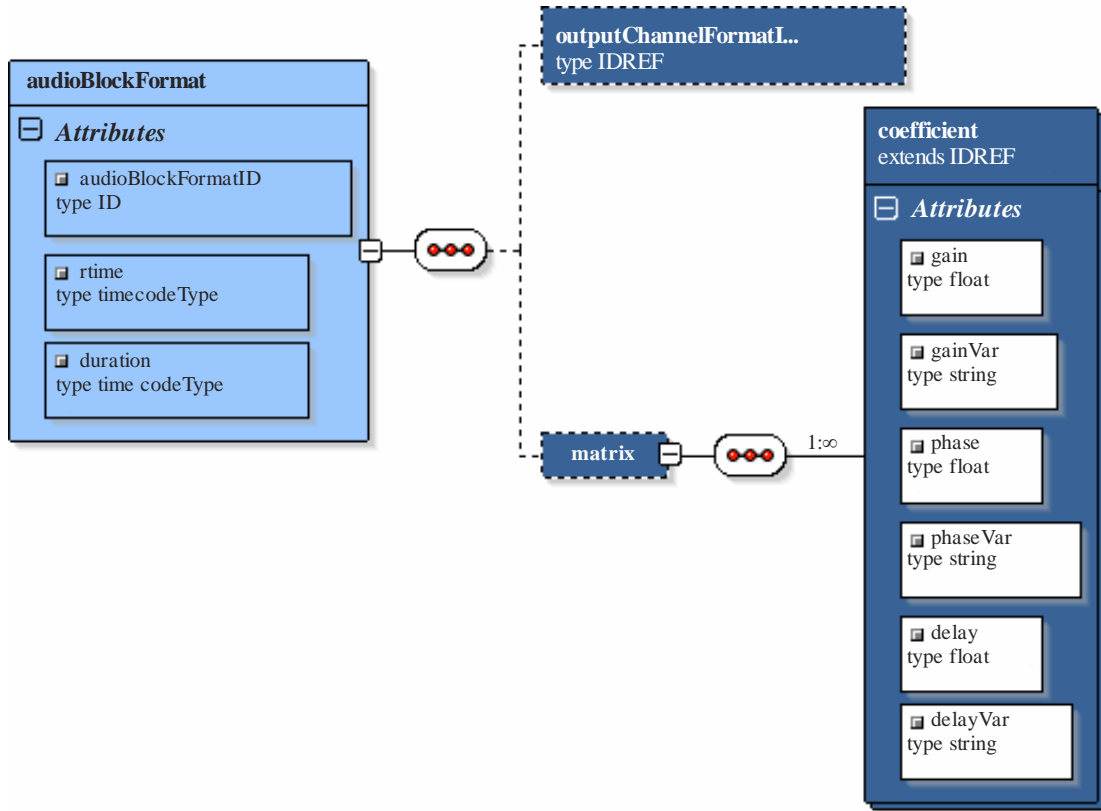 audioBlockFormat
Attributes
audioBlockFormatID
type ID
rtime
type timecodeType
duration
type time codeType
outputChannelFormatI...
type IDREF
matrix
1:∞
coefficient
extends IDREF
Attributes
gain
type float
gainVar
type string
phase
type float
phaseVar
type string
delay
type float
delayVar
type string